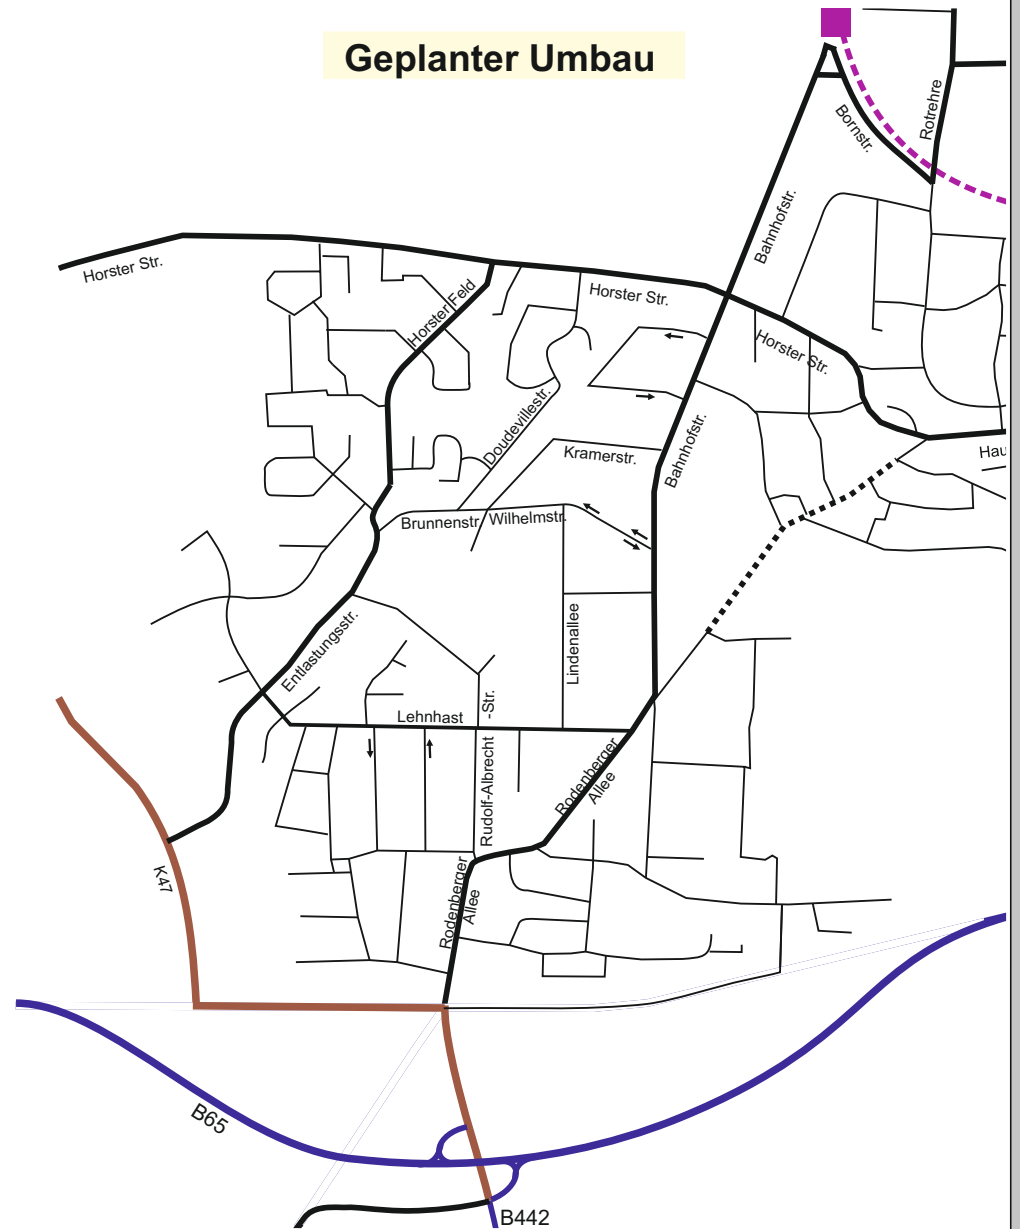 Geplanter Umbau
Rotrehre
Bornstr.
Bahnhofstr.
Horster Str.
Horster Str.
Horster Feld
Horster Str.
Doudevillestr.
Bahnhofstr.
Kramerstr.
Hau
Brunnenstr.
Wilhelmstr.
Entlastungsstr.
Lindenallee
Lehnhast
-Str.
Rudolf-Albrecht
Rodenberger
Allee
K47
Rodenberger
Allee
B65
B442